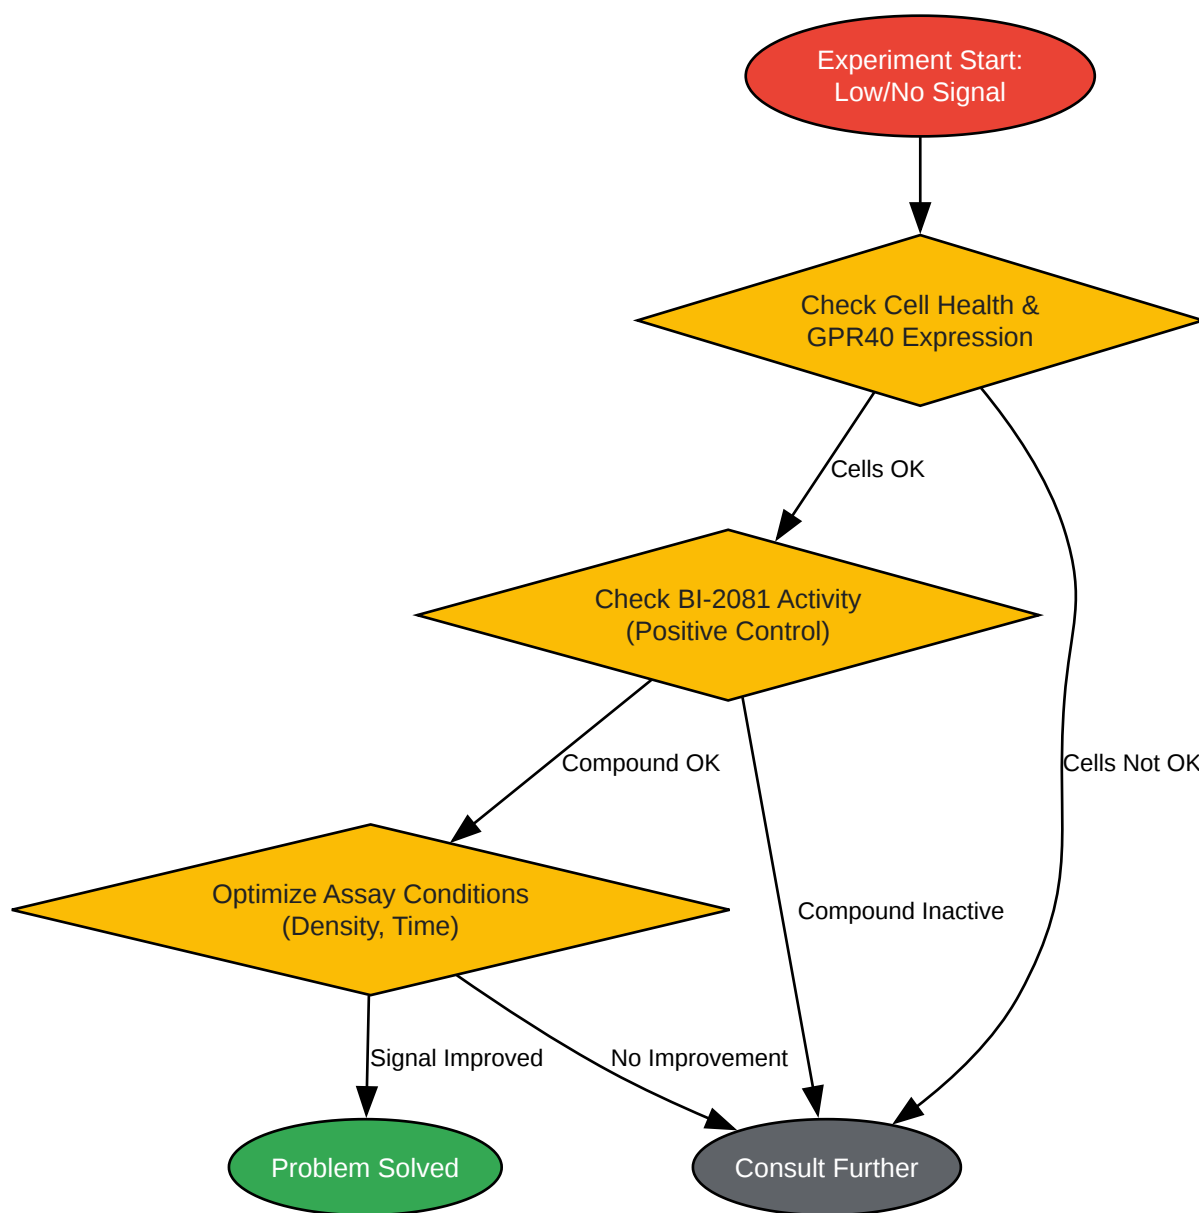 Experiment Start:
Low/No Signal
Check Cell Health &
GPR40 Expression
Cells OK
Check BI-2081 Activity
(Positive Control)
Compound OK
Cells Not OK
Optimize Assay Conditions
(Density, Time)
Compound Inactive
Signal Improved
No Improvement
Problem Solved
Consult Further